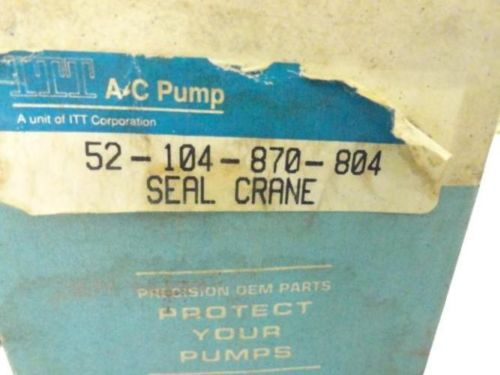 ITT A-C Pump
A unit of ITT Corporation
52-104-870-804
SEAL CRANE
PRECISION OEM PARTS
PROTECT
YOUR
PUMPS